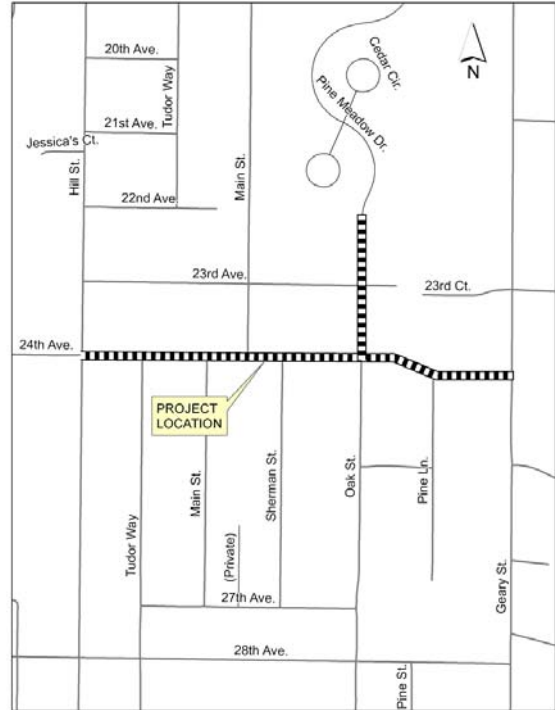 20th Ave.
Tudor Way
Cedar Cir.
N
Pine Meadow Dr.
21st Ave.
Jessica's Ct.
Hill St.
22nd Ave
Main St.
23rd Ave.
23rd Ct.
24th Ave.
PROJECT
LOCATION
Tudor Way
Main St.
(Private)
Sherman St.
Oak St.
Pine Ln.
Geary St.
27th Ave.
28th Ave.
Pine St.